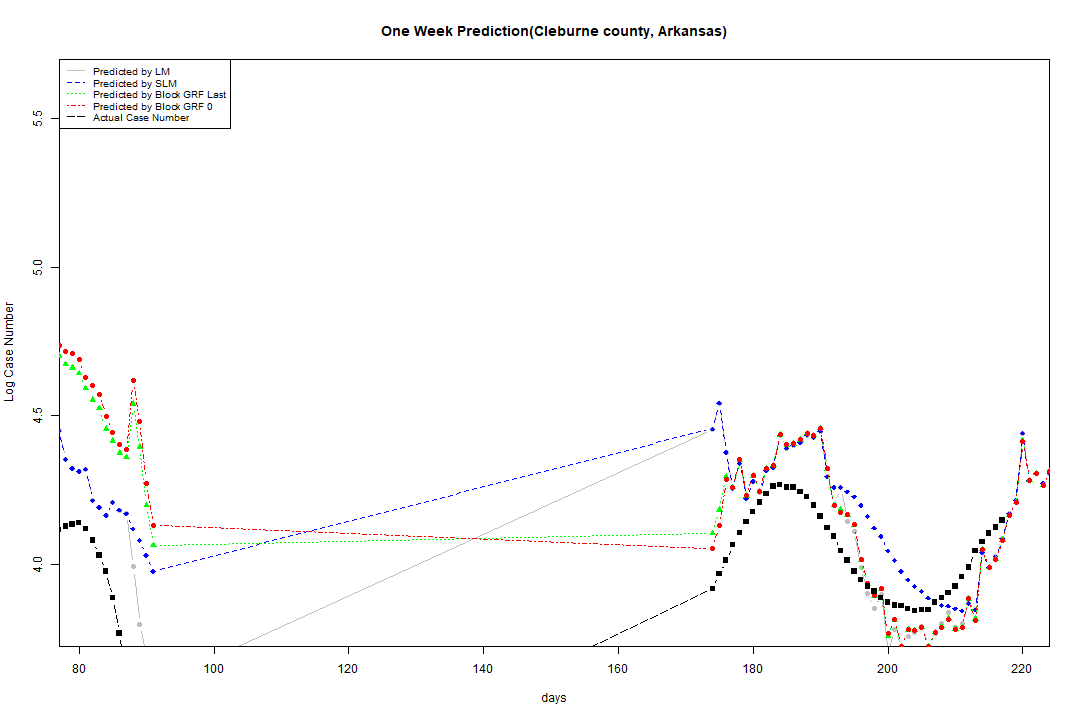 One Week Prediction(Cleburne county, Arkansas)
Predicted by LM
Predicted by SLM
Predicted by Block GRF Last
Predicted by Block GRF 0
Actual Case Number
5.5
5.0
4.5
4.0
Log Case Number
80 100 120 140 160 180 200 220
days